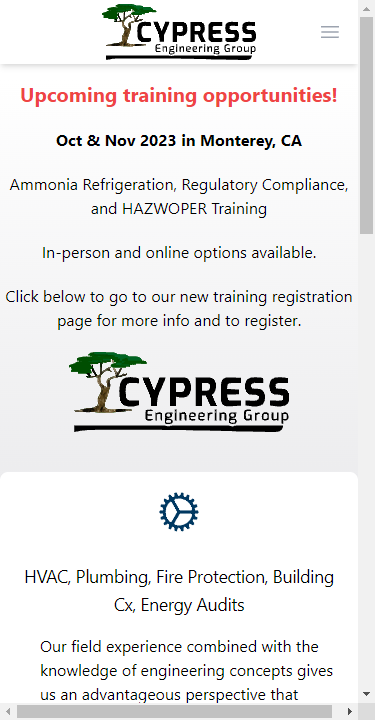 CYPRESS
Engineering Group
Upcoming training opportunities!
Oct & Nov 2023 in Monterey, CA
Ammonia Refrigeration, Regulatory Compliance,
and HAZWOPER Training
In-person and online options available.
Click below to go to our new training registration
page for more info and to register.
CYPRESS
Engineering Group
HVAC, Plumbing, Fire Protection, Building
Cx, Energy Audits
Our field experience combined with the
knowledge of engineering concepts gives
us an advantageous perspective that